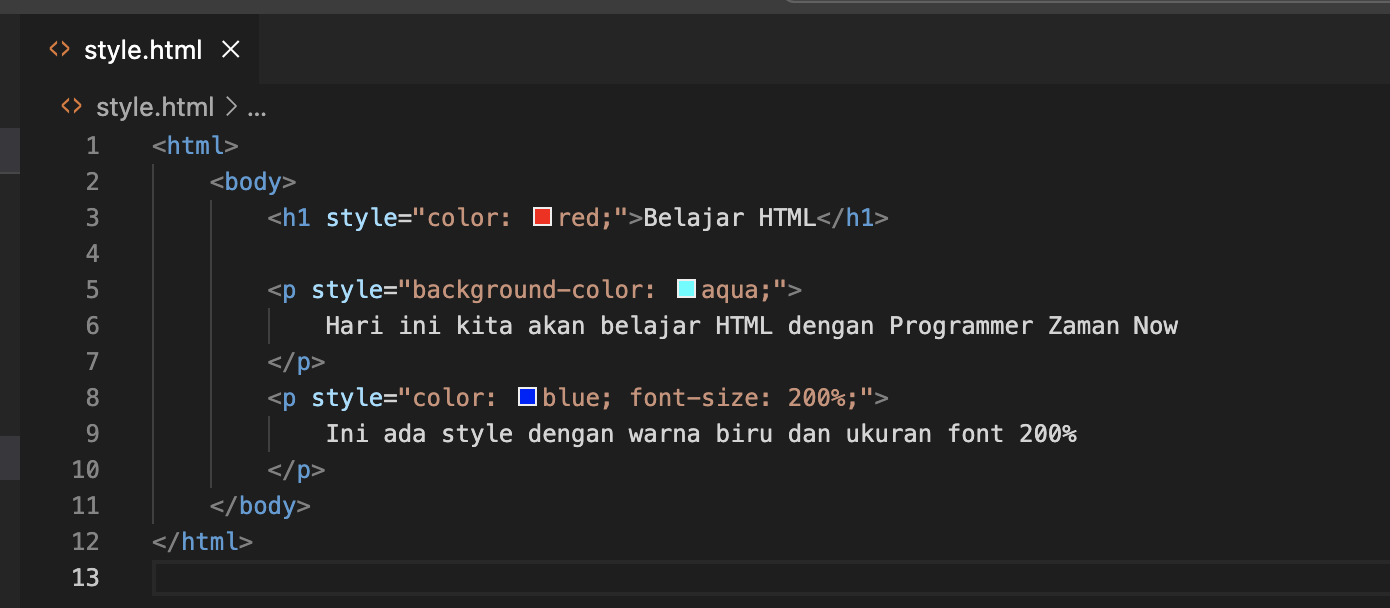 style.html
style.html > ...
1 <html>
2 <body>
3 <h1 style="color: red;">Belajar HTML</h1>
4
5 <p style="background-color: aqua;">
6 Hari ini kita akan belajar HTML dengan Programmer Zaman Now
7 </p>
8 <p style="color: blue; font-size: 200%;">
9 Ini ada style dengan warna biru dan ukuran font 200%
10 </p>
11 </body>
12 </html>
13